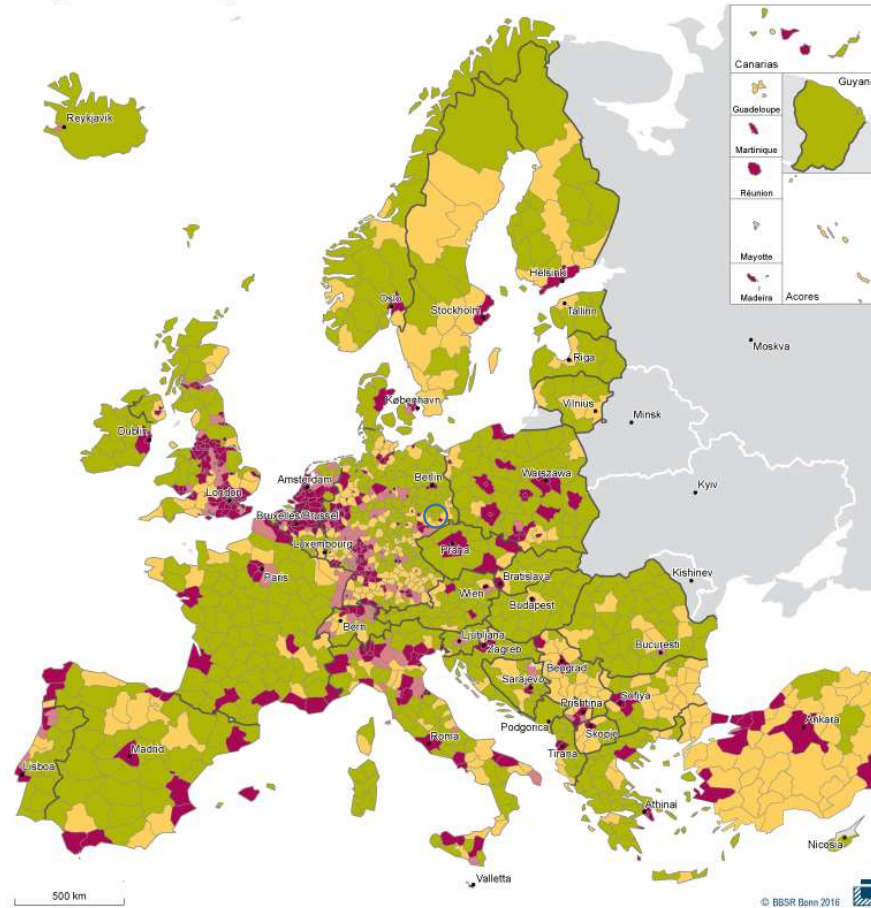 Canarias
Guyane
Guadeloupe
Martinique
Réunion
Mayotte
Madeira
Acores
Reykjavík
Helsinki
Oslo
Stockholm
Tallinn
Riga
Moskva
København
Vilnius
Minsk
Dublin
Amsterdam
Berlin
Warszawa
London
Bruxelles/Brussel
Kyiv
Luxembourg
Praha
Paris
Kishinev
Wien
Bratislava
Budapest
Bern
Ljubljana
Zagreb
Bucuresti
Beograd
Sarajevo
Prishtina
Sofiya
Podgorica
Skopje
Ankara
Roma
Tirana
Madrid
Lisboa
Athinai
Nicosia
Valletta
500 km
© BBSR Bonn 2016